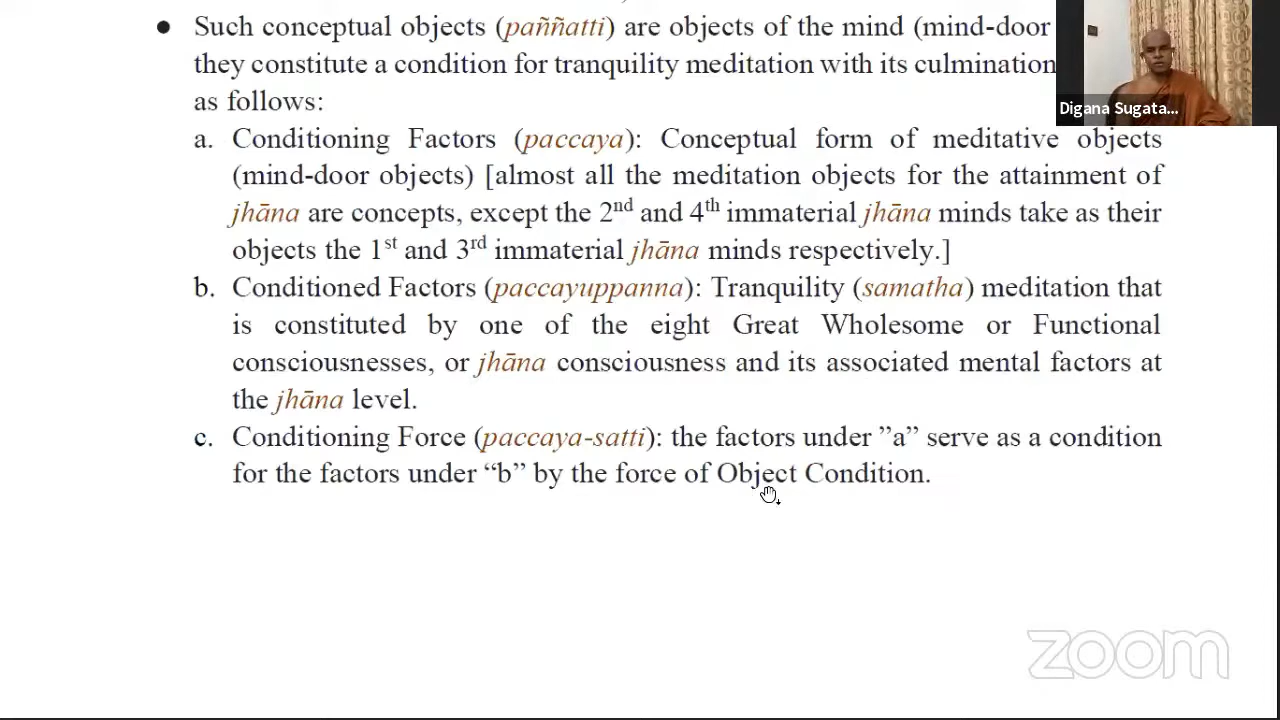 ● Such conceptual objects (paññatti) are objects of the mind (mind-door
they constitute a condition for tranquility meditation with its culmination
as follows:
a. Conditioning Factors (paccaya): Conceptual form of meditative objects
(mind-door objects) [almost all the meditation objects for the attainment of
jhāna are concepts, except the 2nd and 4th immaterial jhāna minds take as their
objects the 1st and 3rd immaterial jhāna minds respectively.]
b. Conditioned Factors (paccayuppanna): Tranquility (samatha) meditation that
is constituted by one of the eight Great Wholesome or Functional
consciousnesses, or jhāna consciousness and its associated mental factors at
the jhāna level.
c. Conditioning Force (paccaya-satti): the factors under ”a” serve as a condition
for the factors under “b” by the force of Object Condition.
Digana Sugata...
zoom